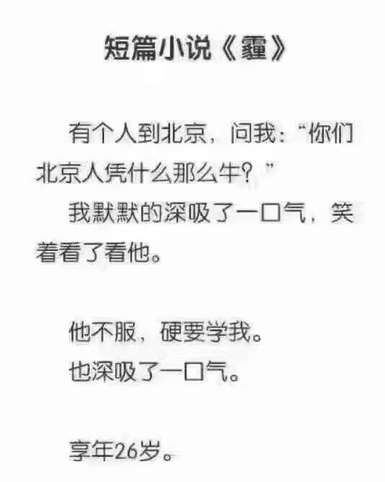 短篇小说《霾》
有个人到北京，问我：“你们
北京人凭什么那么牛？”
我默默的深吸了一口气，笑
着看了看他。
他不服，硬要学我。
也深吸了一口气。
享年26岁。